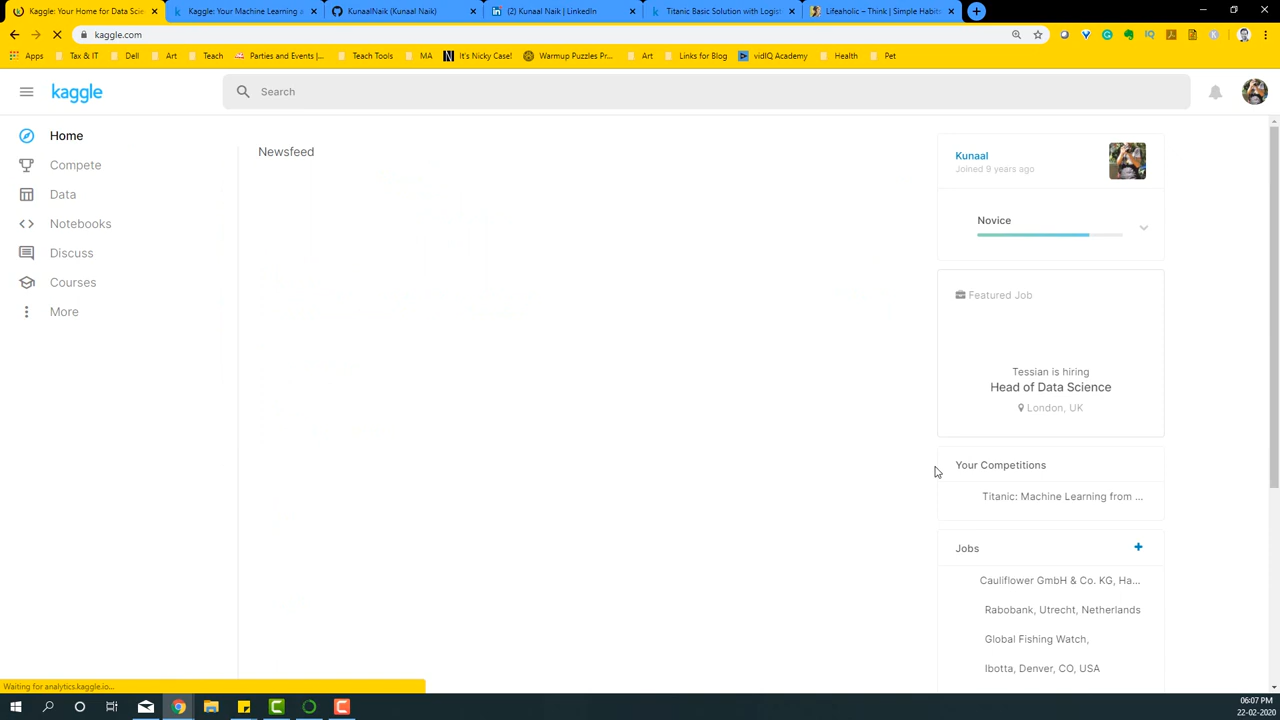 Kaggle: Your Home for Data Scie
Kaggle: Your Machine Learning a
KunaalNaik (Kunaal Naik)
(2) Kunaal Naik | LinkedIn
Titanic Basic Solution with Logist
Lifeaholic – Think | Simple Habits
kaggle.com
Apps
Tax & IT
Dell
Art
Teach
Parties and Events |...
Teach Tools
MA
It's Nicky Case!
Warmup Puzzles Pr...
Art
Links for Blog
vidIQ Academy
Health
Pet
kaggle
Search
Home
Compete
Data
Notebooks
Discuss
Courses
More
Newsfeed
Kunaal
Joined 9 years ago
Novice
Featured Job
Tessian is hiring
Head of Data Science
London, UK
Your Competitions
Titanic: Machine Learning from ...
Jobs
Cauliflower GmbH & Co. KG, Ha...
Rabobank, Utrecht, Netherlands
Global Fishing Watch,
Ibotta, Denver, CO, USA
Waiting for analytics.kaggle.io...
06:07 PM
22-02-2020